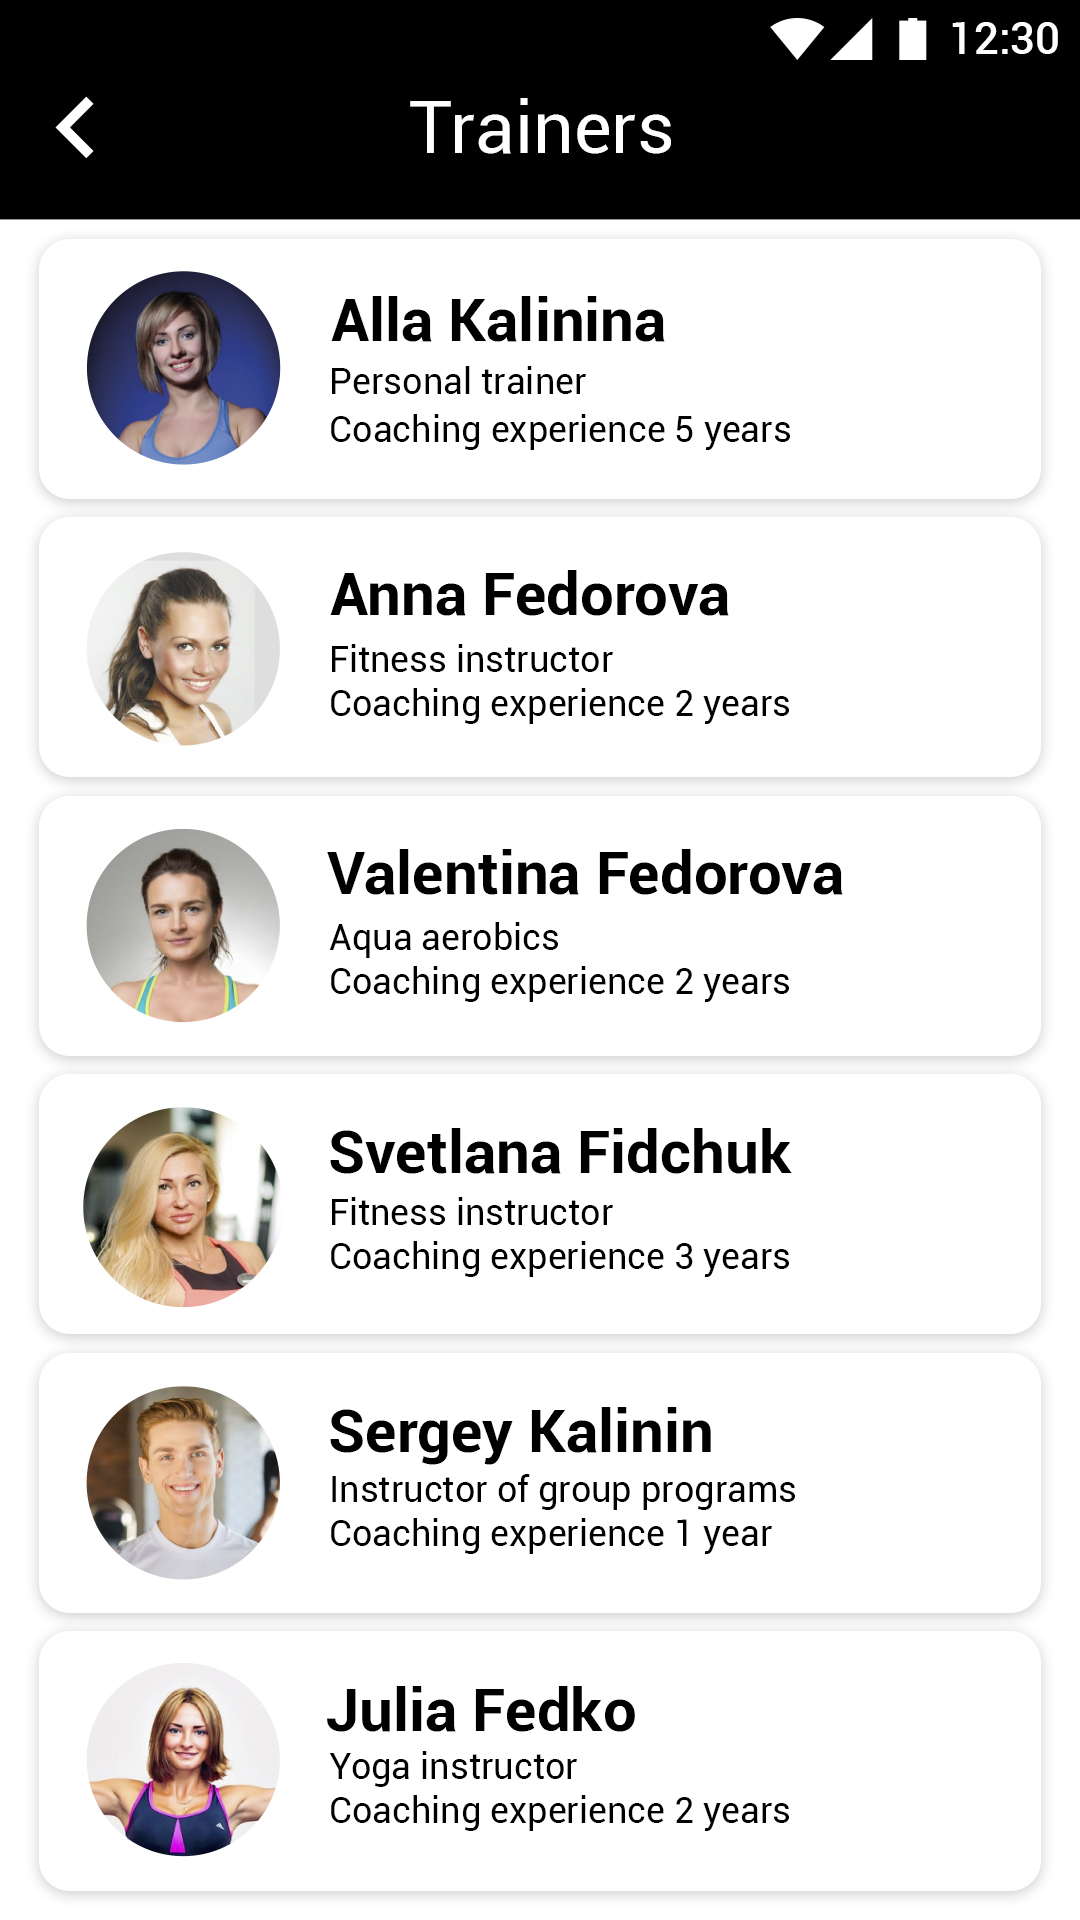 12:30
Trainers
Alla Kalinina
Personal trainer
Coaching experience 5 years
Anna Fedorova
Fitness instructor
Coaching experience 2 years
Valentina Fedorova
Aqua aerobics
Coaching experience 2 years
Svetlana Fidchuk
Fitness instructor
Coaching experience 3 years
Sergey Kalinin
Instructor of group programs
Coaching experience 1 year
Julia Fedko
Yoga instructor
Coaching experience 2 years